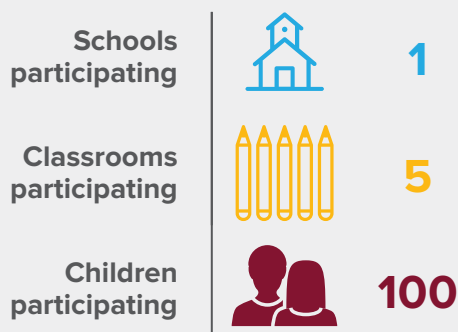 Schools
participating
1
Classrooms
participating
5
Children
participating
100